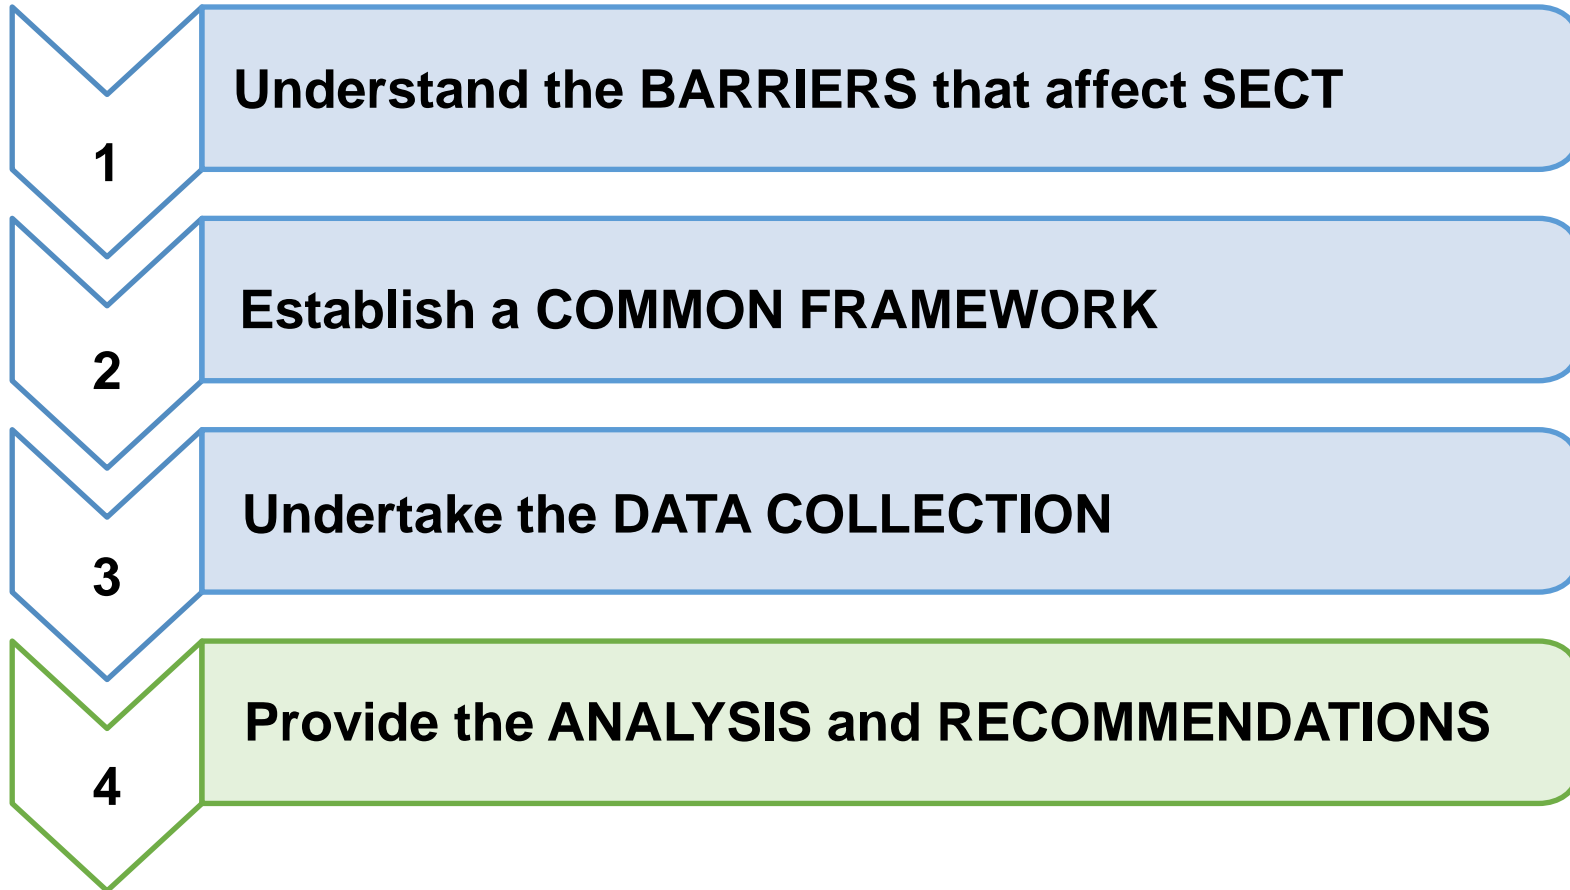 Understand the BARRIERS that affect SECT
1
Establish a COMMON FRAMEWORK
2
Undertake the DATA COLLECTION
3
Provide the ANALYSIS and RECOMMENDATIONS
4